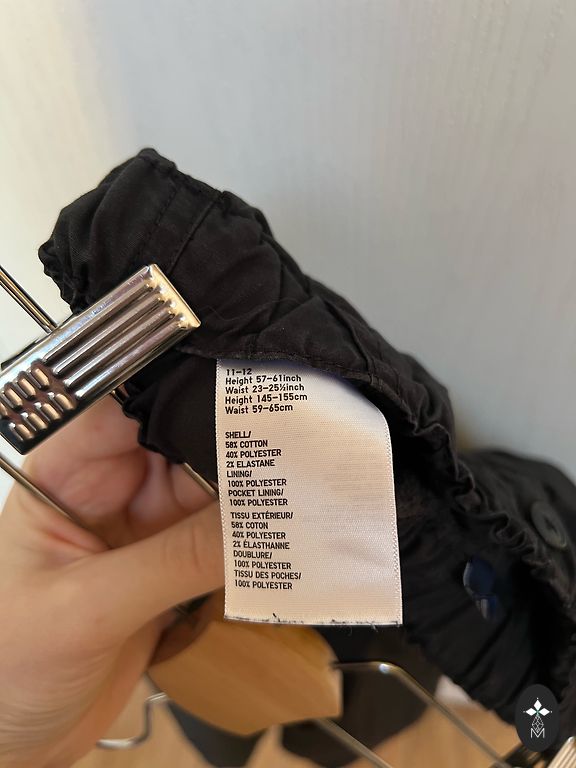 11-12
Height 57-61inch
Waist 23-25½inch
Height 145-155cm
Waist 59-65cm
SHELL/
58% COTTON
40% POLYESTER
2% ELASTANE
LINING/
100% POLYESTER
POCKET LINING/
100% POLYESTER
TISSU EXTÉRIEUR/
58% COTON
40% POLYESTER
2% ÉLASTHANNE
DOUBLURE/
100% POLYESTER
TISSU DES POCHES/
100% POLYESTER
M